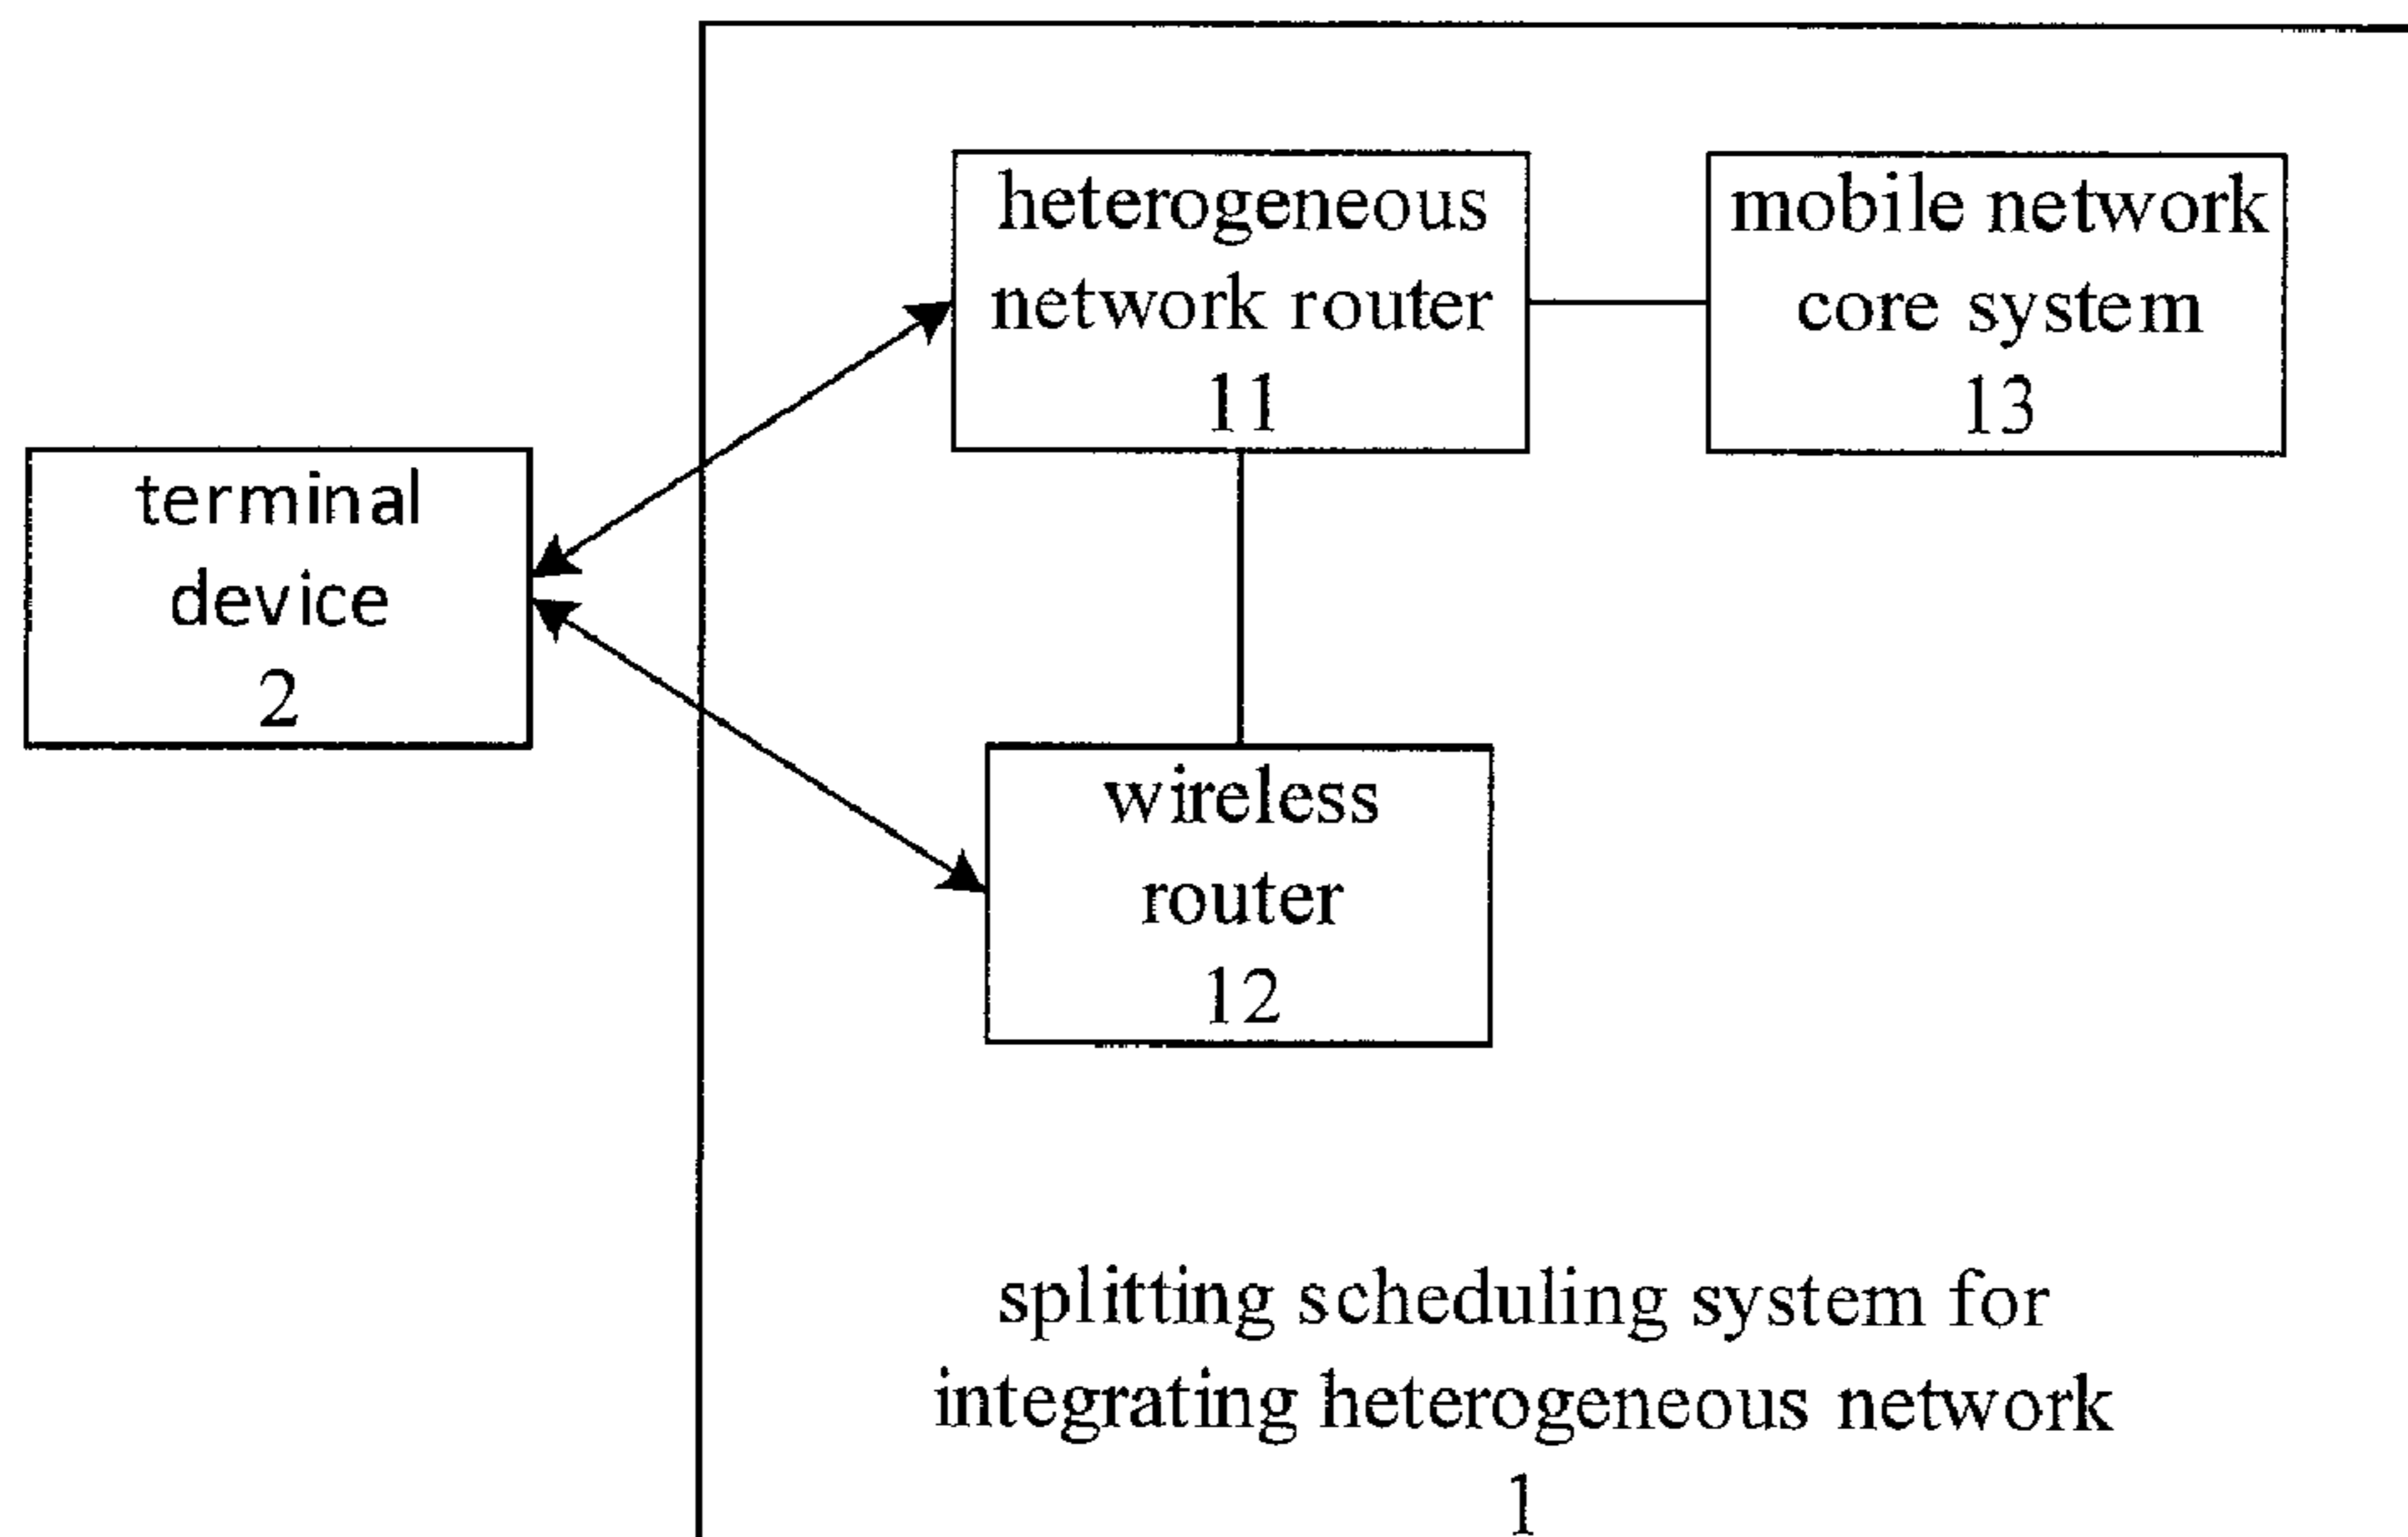 heterogeneous
network router
11
mobile network
core system
13
terminal
device
2
wireless
router
12
splitting scheduling system for
integrating heterogeneous network
1